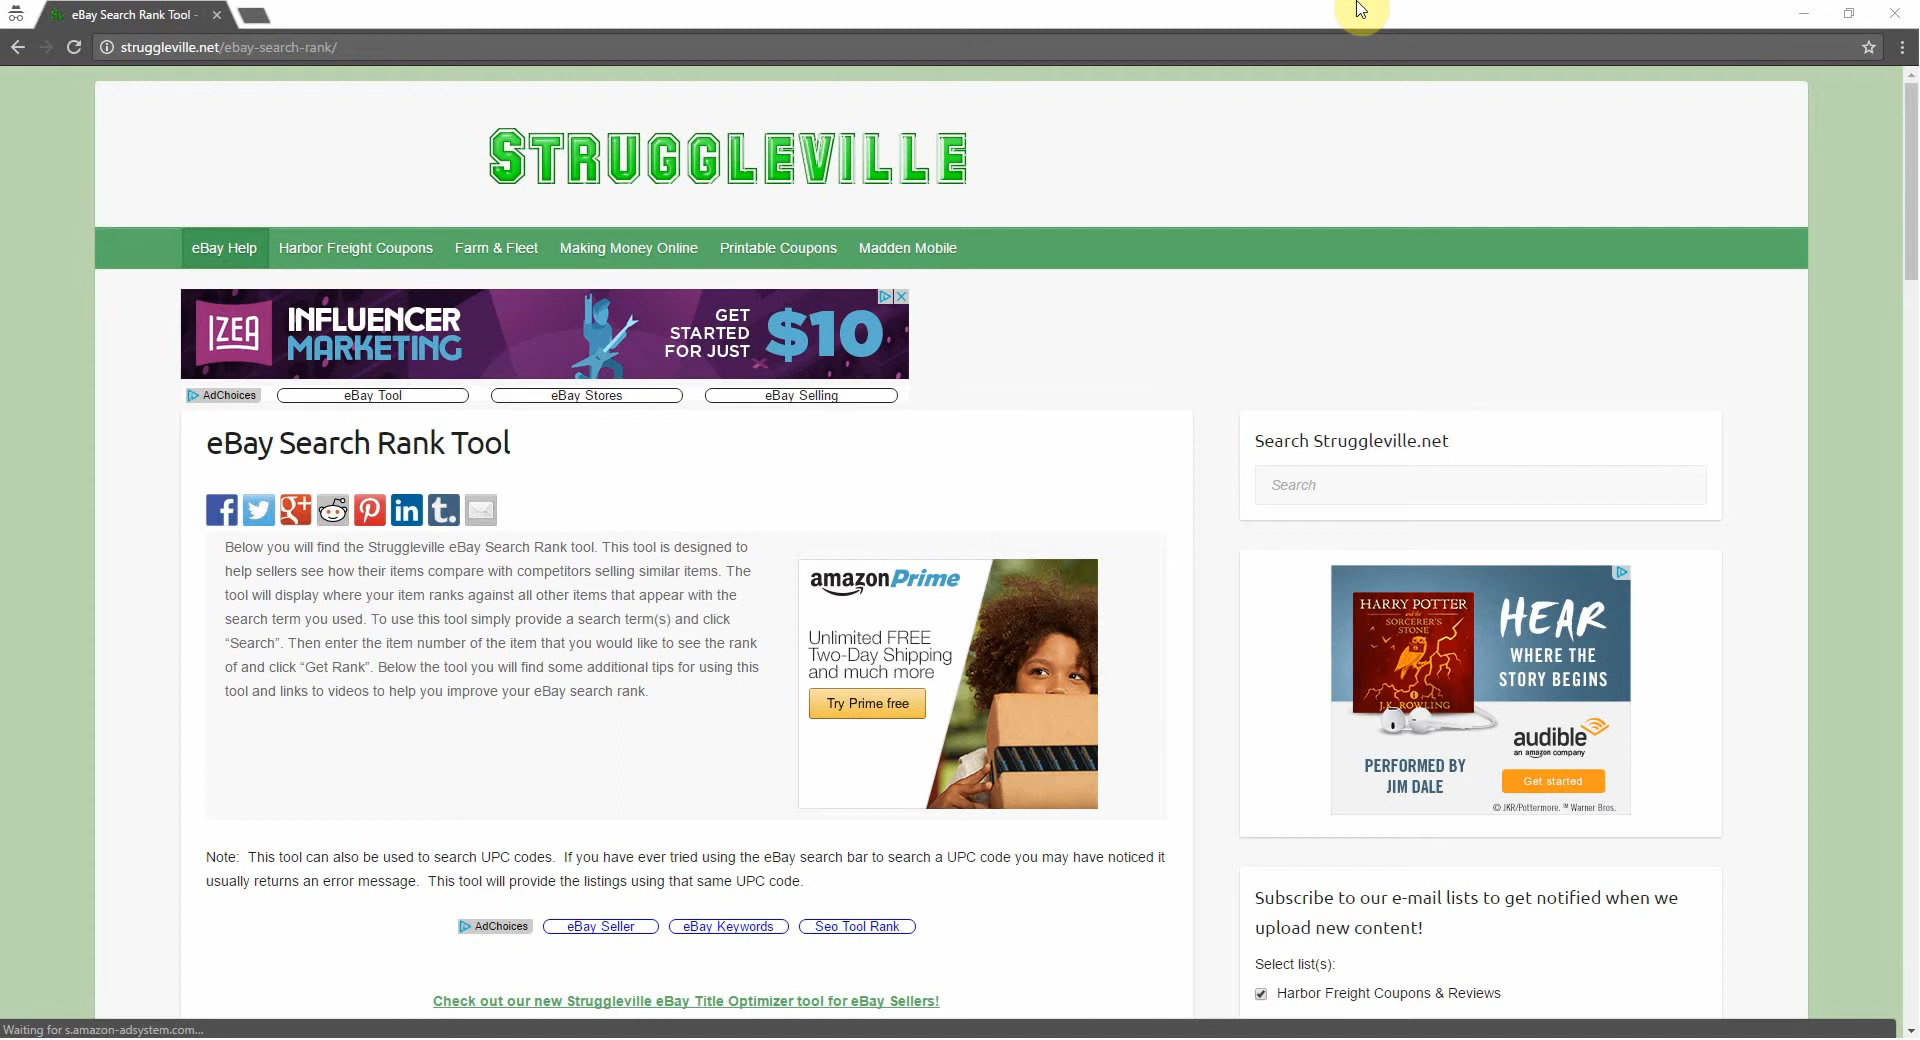 eBay Search Rank Tool -
struggleville.net/ebay-search-rank/
STRUGGLEVILLE
eBay Help
Harbor Freight Coupons
Farm & Fleet
Making Money Online
Printable Coupons
Madden Mobile
IZEA
INFLUENCER
MARKETING
GET
STARTED
FOR JUST
$10
AdChoices
eBay Tool
eBay Stores
eBay Selling
eBay Search Rank Tool
Below you will find the Struggleville eBay Search Rank tool. This tool is designed to
help sellers see how their items compare with competitors selling similar items. The
tool will display where your item ranks against all other items that appear with the
search term you used. To use this tool simply provide a search term(s) and click
“Search”. Then enter the item number of the item that you would like to see the rank
of and click “Get Rank”. Below the tool you will find some additional tips for using this
tool and links to videos to help you improve your eBay search rank.
amazonPrime
Unlimited FREE
Two-Day Shipping
and much more
Try Prime free
Note: This tool can also be used to search UPC codes. If you have ever tried using the eBay search bar to search a UPC code you may have noticed it
usually returns an error message. This tool will provide the listings using that same UPC code.
AdChoices
eBay Seller
eBay Keywords
Seo Tool Rank
Check out our new Struggleville eBay Title Optimizer tool for eBay Sellers!
Search Struggleville.net
Search
HARRY POTTER
and the
SORCERER'S
STONE
J.K. ROWLING
HEAR
WHERE THE
STORY BEGINS
PERFORMED BY
JIM DALE
audible
an amazon company
Get started
© JKR/Pottermore. ™ Warner Bros.
Subscribe to our e-mail lists to get notified when we
upload new content!
Select list(s):
Harbor Freight Coupons & Reviews
Waiting for s.amazon-adsystem.com...